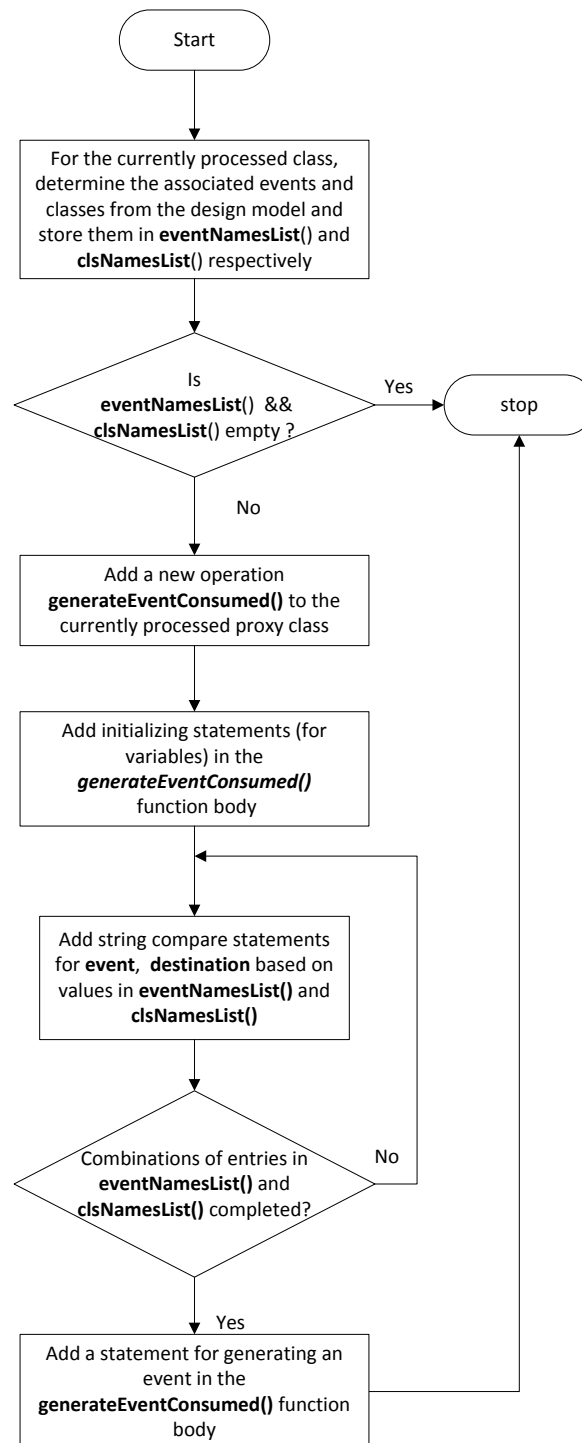 Start
For the currently processed class,
determine the associated events and
classes from the design model and
store them in eventNamesList() and
clsNamesList() respectively
Is
eventNamesList() &&
clsNamesList() empty ?
Yes
stop
No
Add a new operation
generateEventConsumed() to the
currently processed proxy class
Add initializing statements (for
variables) in the
generateEventConsumed()
function body
Add string compare statements
for event, destination based on
values in eventNamesList() and
clsNamesList()
Combinations of entries in
eventNamesList() and
clsNamesList() completed?
No
Yes
Add a statement for generating an
event in the
generateEventConsumed() function
body